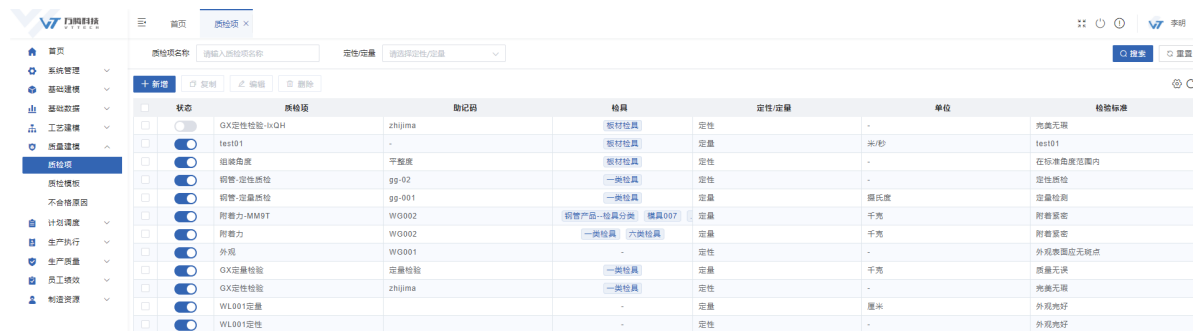 万腾科技
VTTECH
首页 质检项 ×
李明
首页
系统管理
基础建模
基础数据
工艺建模
质量建模
质检项
质检模板
不合格原因
计划调度
生产执行
生产质量
员工绩效
制造资源
质检项名称 请输入质检项名称 定性/定量 请选择定性/定量 搜索 重置
+ 新增 复制 编辑 删除
状态 质检项 助记码 检具 定性/定量 单位 检验标准
GX定性检验-IxQH zhijima 板材检具 定性 - 完美无瑕
test01 - 板材检具 定量 米/秒 test01
组装角度 平整度 板材检具 定性 - 在标准角度范围内
钢管-定性质检 gg-02 一类检具 定性 - 定性质检
钢管-定量质检 gg-001 一类检具 定量 摄氏度 定量检测
附着力-MM9T WG002 钢管产品--检具分类 模具007 定量 千克 附着紧密
附着力 WG002 一类检具 六类检具 定量 千克 附着紧密
外观 WG001 - 定性 - 外观表面应无斑点
GX定量检验 定量检验 一类检具 定量 千克 质量无误
GX定性检验 zhijima 一类检具 定性 - 完美无瑕
WL001定量 - 定量 厘米 外观完好
WL001定性 - 定性 - 外观完好